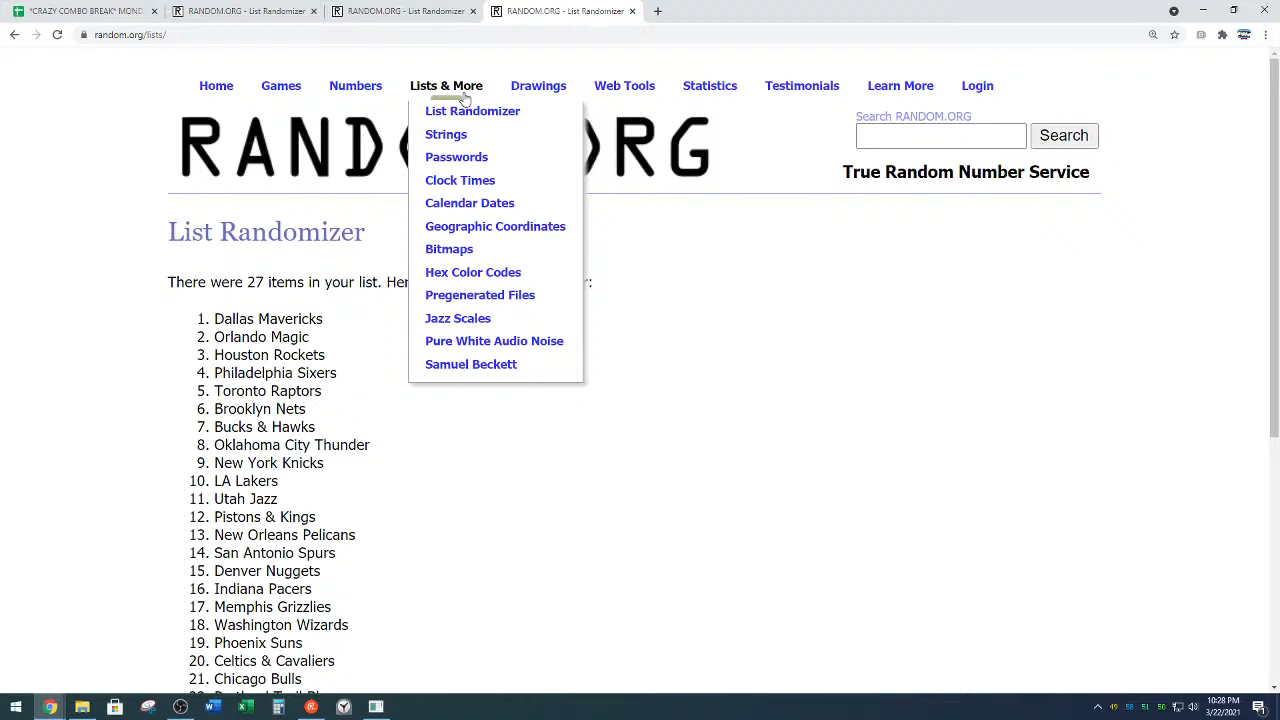 *CRAZY COMBO BREAK* MOND
RANDOM.ORG - List Randomizer
RANDOM.ORG - List Randomizer
RANDOM.ORG - List Randomizer
random.org/lists/
Home Games Numbers Lists & More Drawings Web Tools Statistics Testimonials Learn More Login
List Randomizer
Strings
Passwords
Clock Times
Calendar Dates
Geographic Coordinates
Bitmaps
Hex Color Codes
Pregenerated Files
Jazz Scales
Pure White Audio Noise
Samuel Beckett
Search RANDOM.ORG
Search
True Random Number Service
RAND RG
List Randomizer
There were 27 items in your list. Her
1. Dallas Mavericks
2. Orlando Magic
3. Houston Rockets
4. Philadelphia Sixers
5. Toronto Raptors
6. Brooklyn Nets
7. Bucks & Hawks
8. Oklahoma City Thunder
9. New York Knicks
10. LA Lakers
11. Utah Jazz
12. Pistons & Kings
13. New Orleans Pelicans
14. San Antonio Spurs
15. Denver Nuggets
16. Indiana Pacers
17. Memphis Grizzlies
18. Washington Wizards
19. Phoenix Suns
20. Celtics & Cavaliers
21. Chicago Bulls
49 58 51 50
10:28 PM
3/22/2021